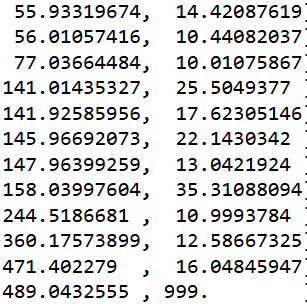 55.93319674, 14.42087619]
56.01057416, 10.44082037]
77.03664484, 10.01075867]
141.01435327, 25.5049377 ]
141.92585956, 17.62305146]
145.96692073, 22.1430342 ]
147.96399259, 13.0421924 ]
158.03997604, 35.31088094]
244.5186681 , 10.9993784 ]
360.17573899, 12.58667325]
471.402279 , 16.04845947]
489.0432555 , 999.